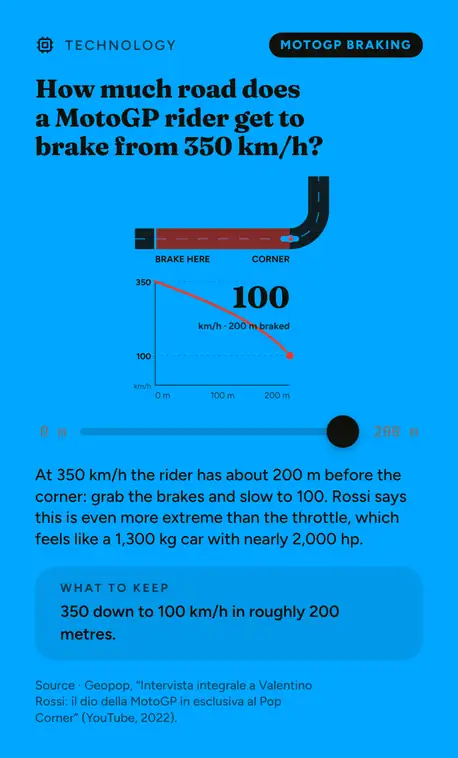 TECHNOLOGY
MOTOGP BRAKING
How much road does
a MotoGP rider get to
brake from 350 km/h?
BRAKE HERE
CORNER
350
100
km/h · 200 m braked
100
km/h
0 m
100 m
200 m
0 m
200 m
At 350 km/h the rider has about 200 m before the
corner: grab the brakes and slow to 100. Rossi says
this is even more extreme than the throttle, which
feels like a 1,300 kg car with nearly 2,000 hp.
WHAT TO KEEP
350 down to 100 km/h in roughly 200
metres.
Source · Geopop, "Intervista integrale a Valentino
Rossi: il dio della MotoGP in esclusiva al Pop
Corner" (YouTube, 2022).